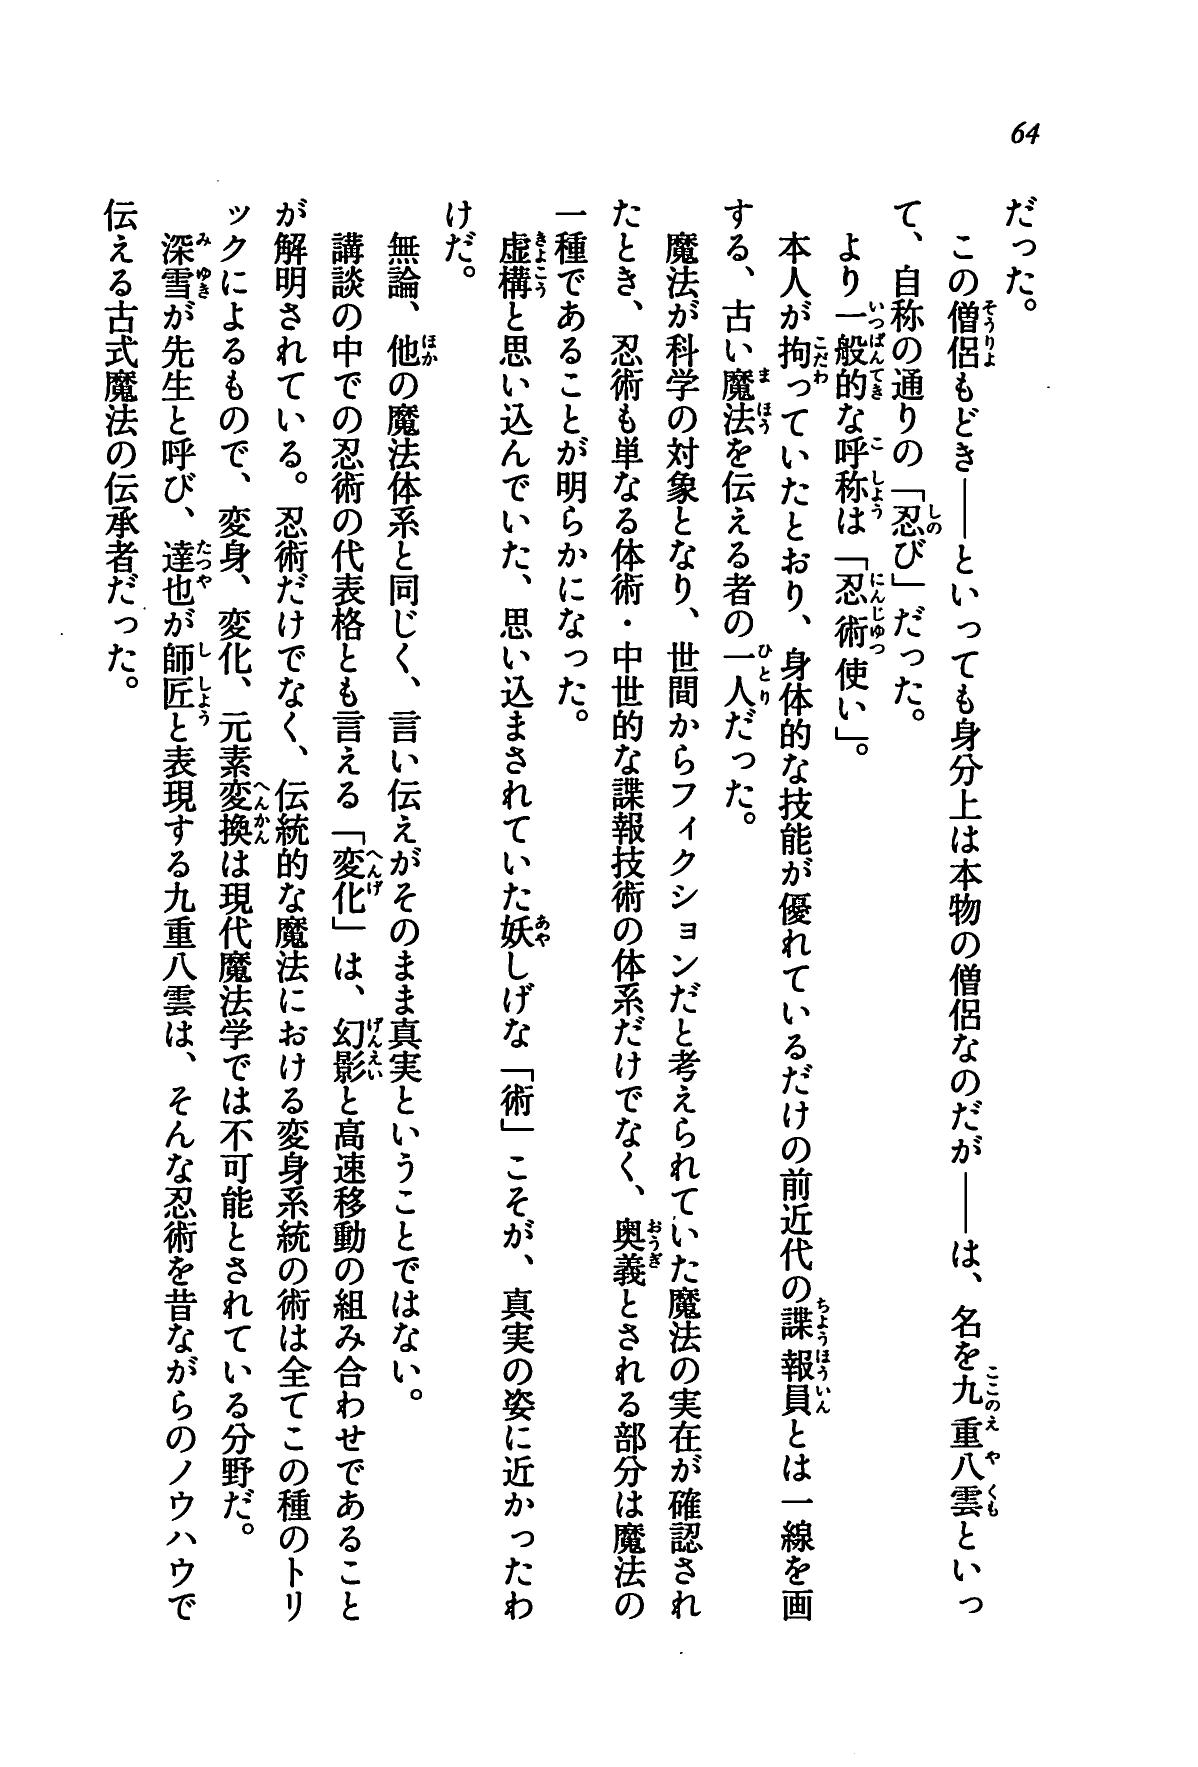 64
だった。
この僧侶もどき――といっても身分上は本物の僧侶なのだが――は、名を九重八雲といっ
て、自称の通りの「忍び」だった。
より一般的な呼称は「忍術使い」。
本人が拘っていたとおり、身体的な技能が優れているだけの前近代の諜報員とは一線を画
する、古い魔法を伝える者の一人だった。
魔法が科学の対象となり、世間からフィクションだと考えられていた魔法の実在が確認され
たとき、忍術も単なる体術・中世的な諜報技術の体系だけでなく、奥義とされる部分は魔法の
一種であることが明らかになった。
虚構と思い込んでいた、思い込まされていた妖しげな「術」こそが、真実の姿に近かったわ
けだ。
無論、他の魔法体系と同じく、言い伝えがそのまま真実ということではない。
講談の中での忍術の代表格とも言える「変化」は、幻影と高速移動の組み合わせであること
が解明されている。忍術だけでなく、伝統的な魔法における変身系統の術は全てこの種のトリ
ックによるもので、変身、変化、元素変換は現代魔法学では不可能とされている分野だ。
深雪が先生と呼び、達也が師匠と表現する九重八雲は、そんな忍術を昔ながらのノウハウで
伝える古式魔法の伝承者だった。